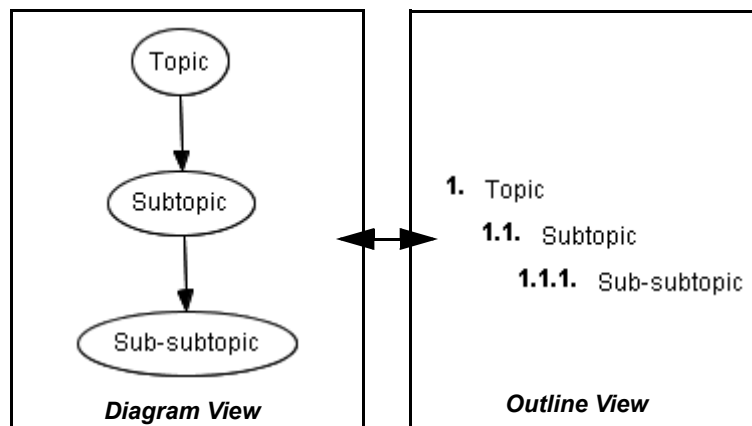 Topic
Subtopic
Sub-subtopic
Diagram View
1. Topic
1.1. Subtopic
1.1.1. Sub-subtopic
Outline View